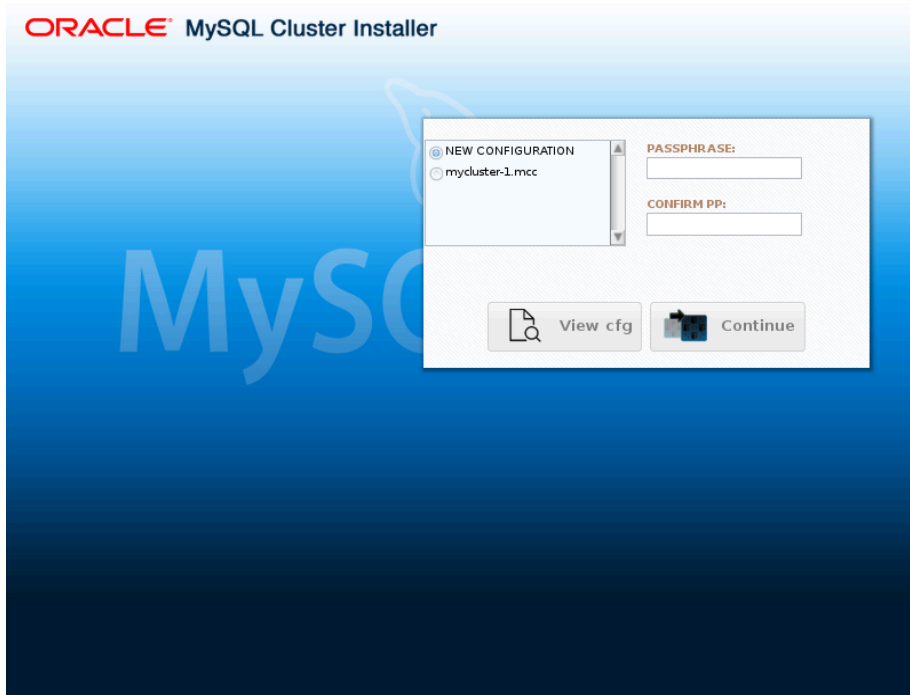 ORACLE® MySQL Cluster Installer
NEW CONFIGURATION
mycluster-1.mcc
PASSPHRASE:
CONFIRM PP:
MySQ
View cfg
Continue